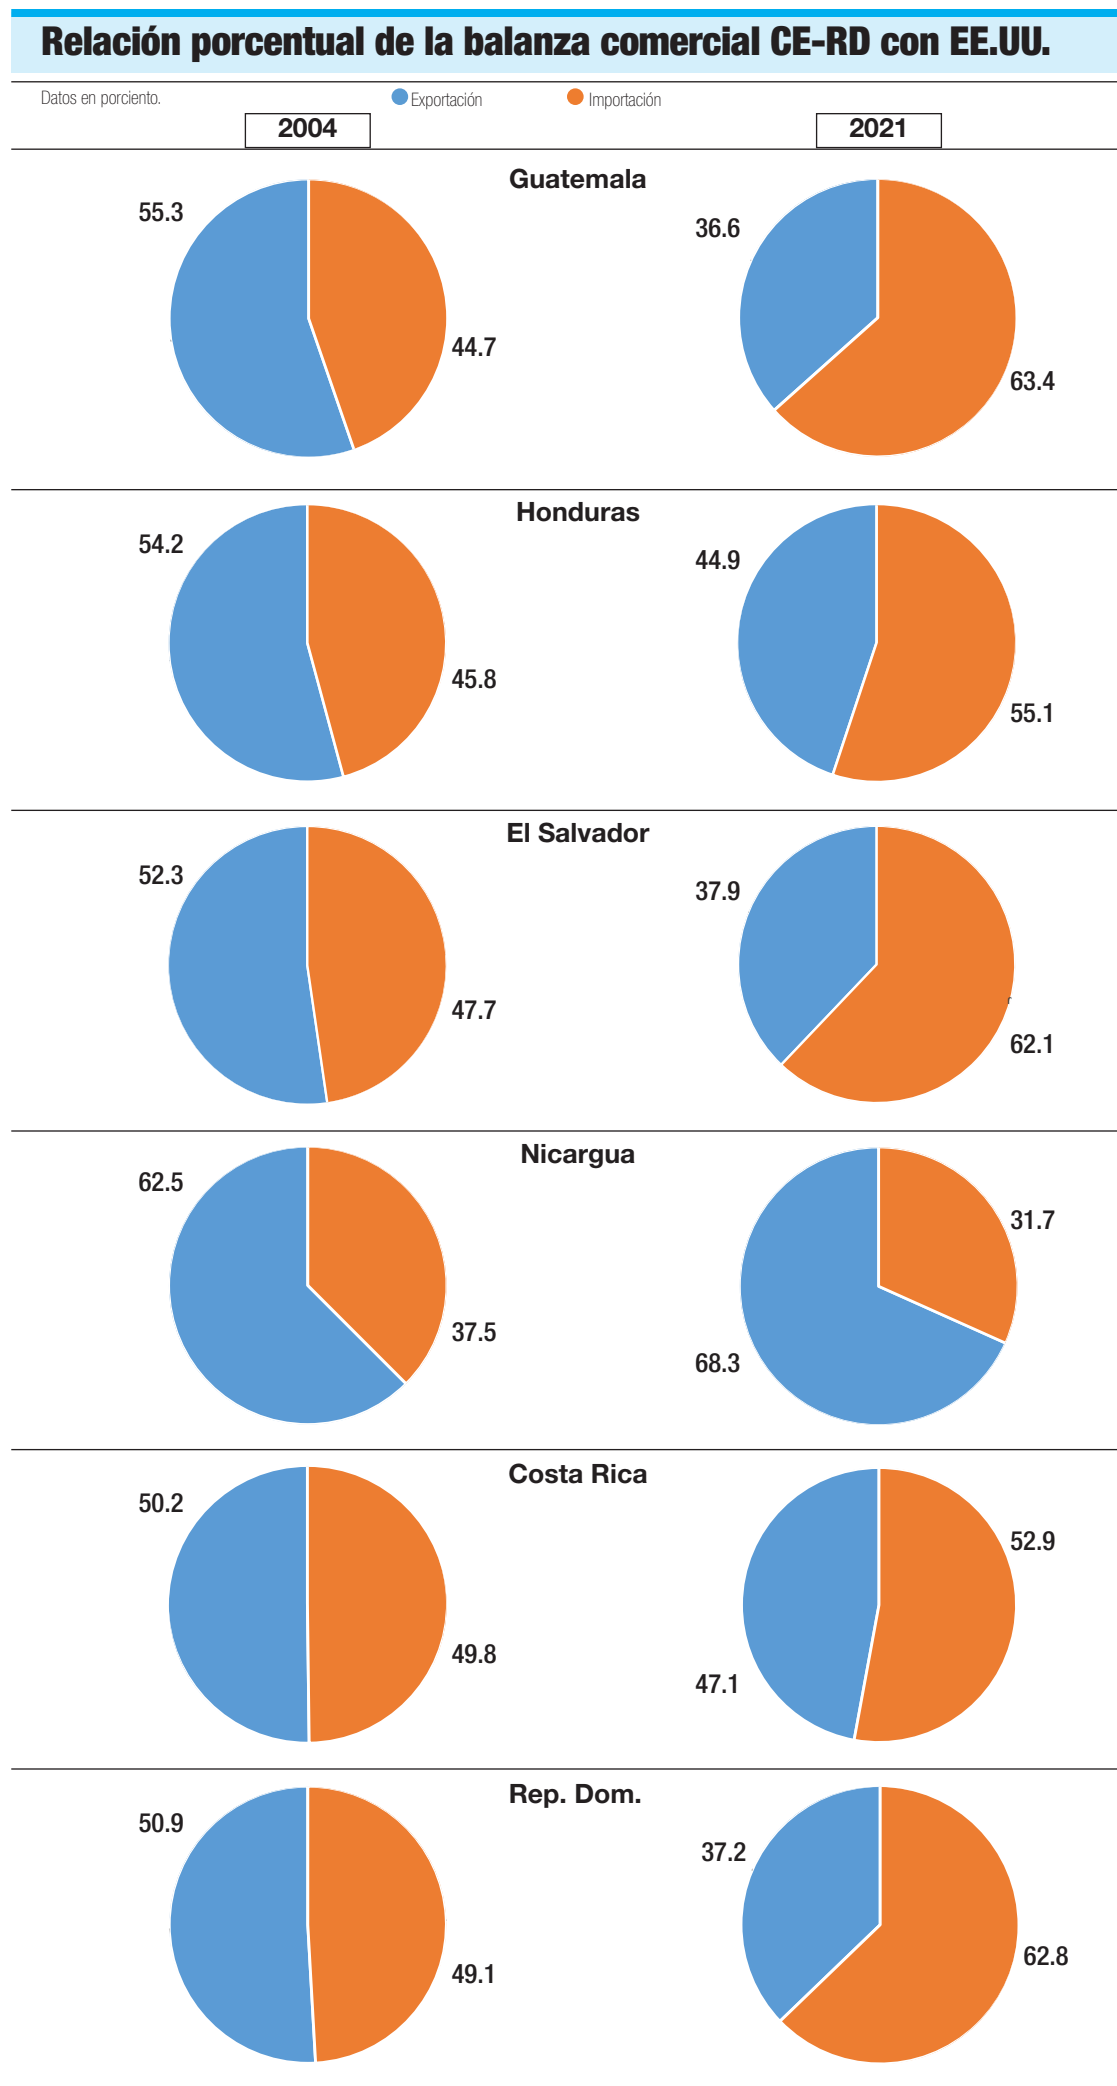 Relación porcentual de la balanza comercial CE-RD con EE.UU.
Datos en porciento.
Exportación
Importación
2004
2021
Guatemala
55.3
44.7
36.6
63.4
Honduras
54.2
45.8
44.9
55.1
El Salvador
52.3
47.7
37.9
62.1
Nicargua
62.5
37.5
31.7
68.3
Costa Rica
50.2
49.8
52.9
47.1
Rep. Dom.
50.9
49.1
37.2
62.8